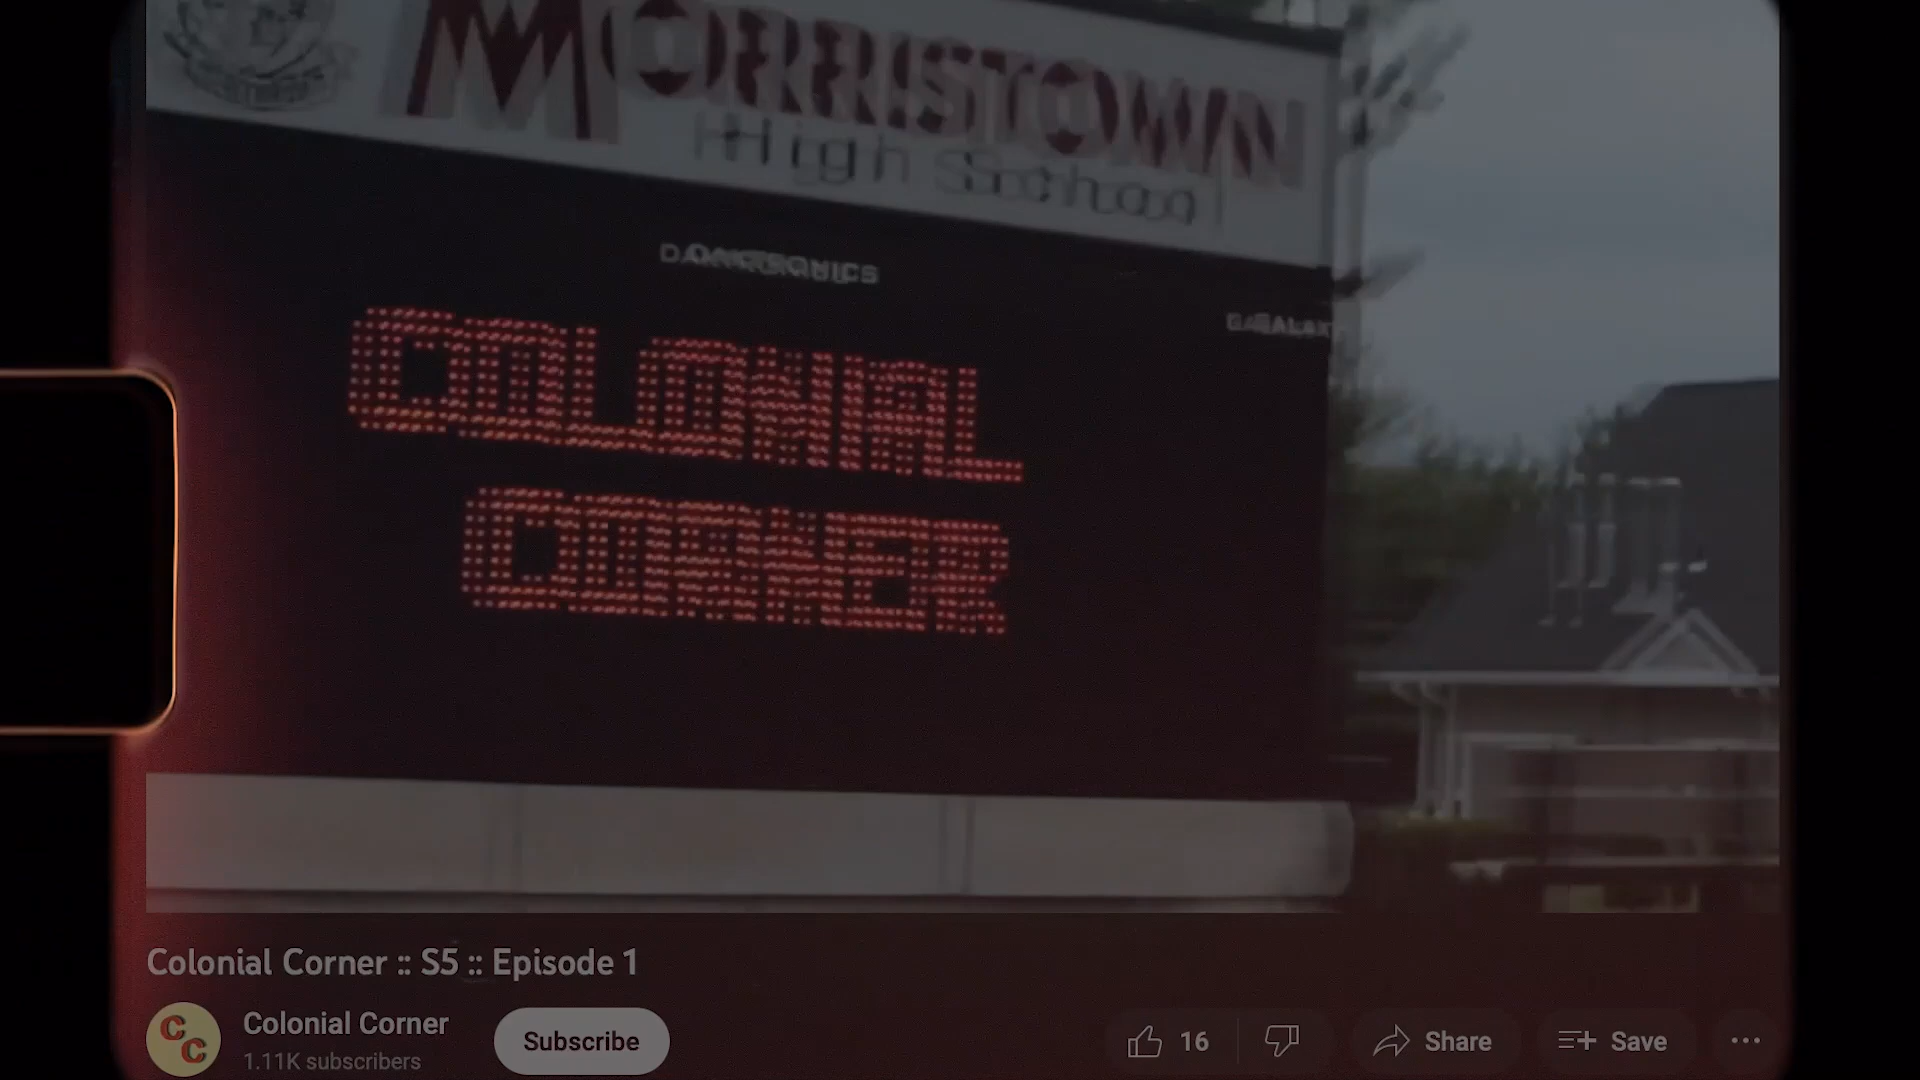 MORRISTOWN
High School
DAKTRONICS
COLONIAL
CORNER
Colonial Corner :: S5 :: Episode 1
Colonial Corner
1.11K subscribers
Subscribe
16
Share
Save